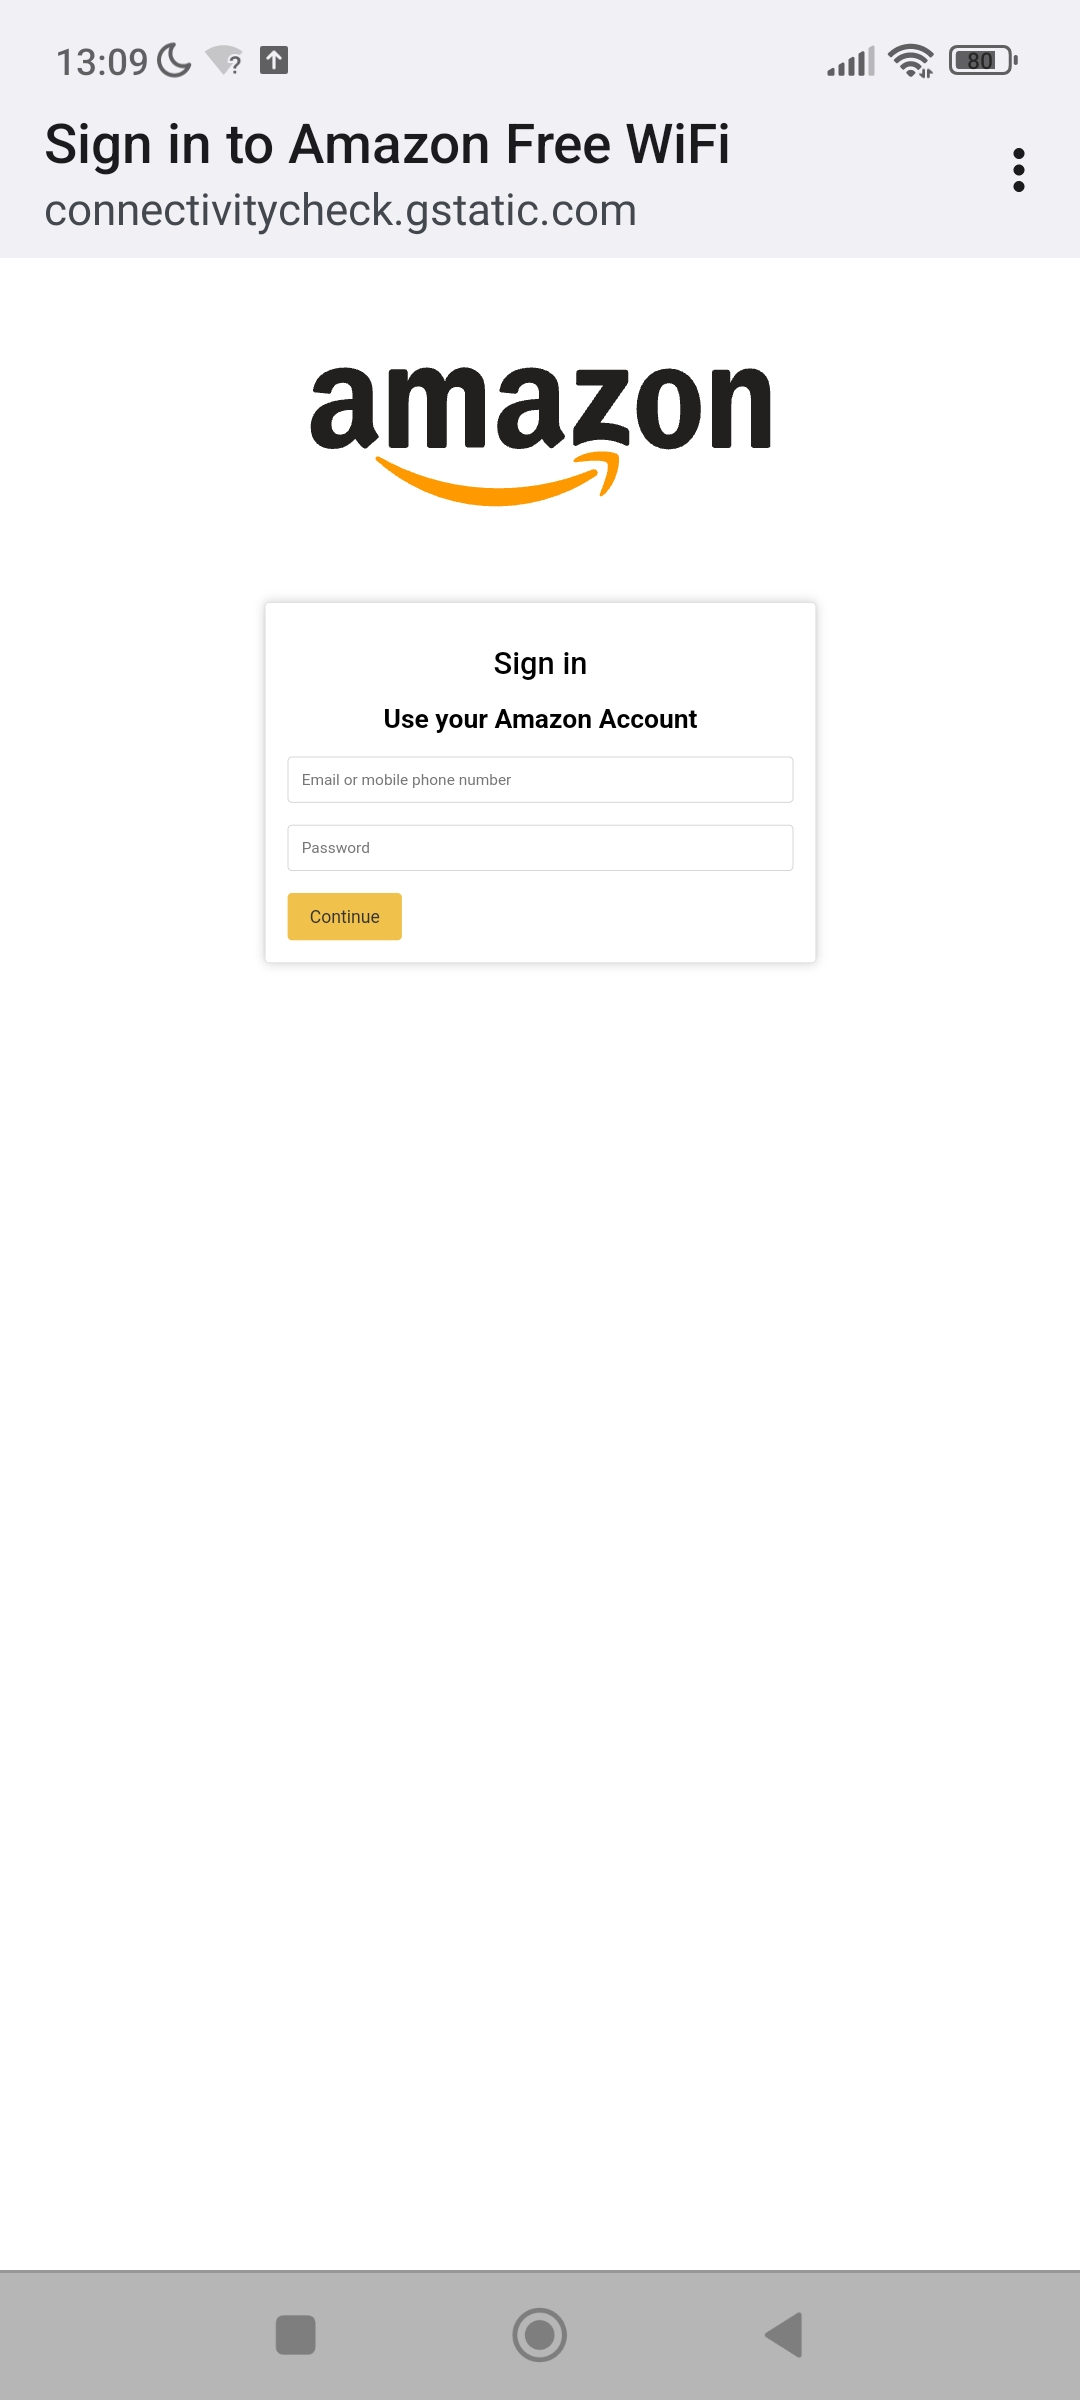 13:09
80
Sign in to Amazon Free WiFi
connectivitycheck.gstatic.com
amazon
Sign in
Use your Amazon Account
Email or mobile phone number
Password
Continue